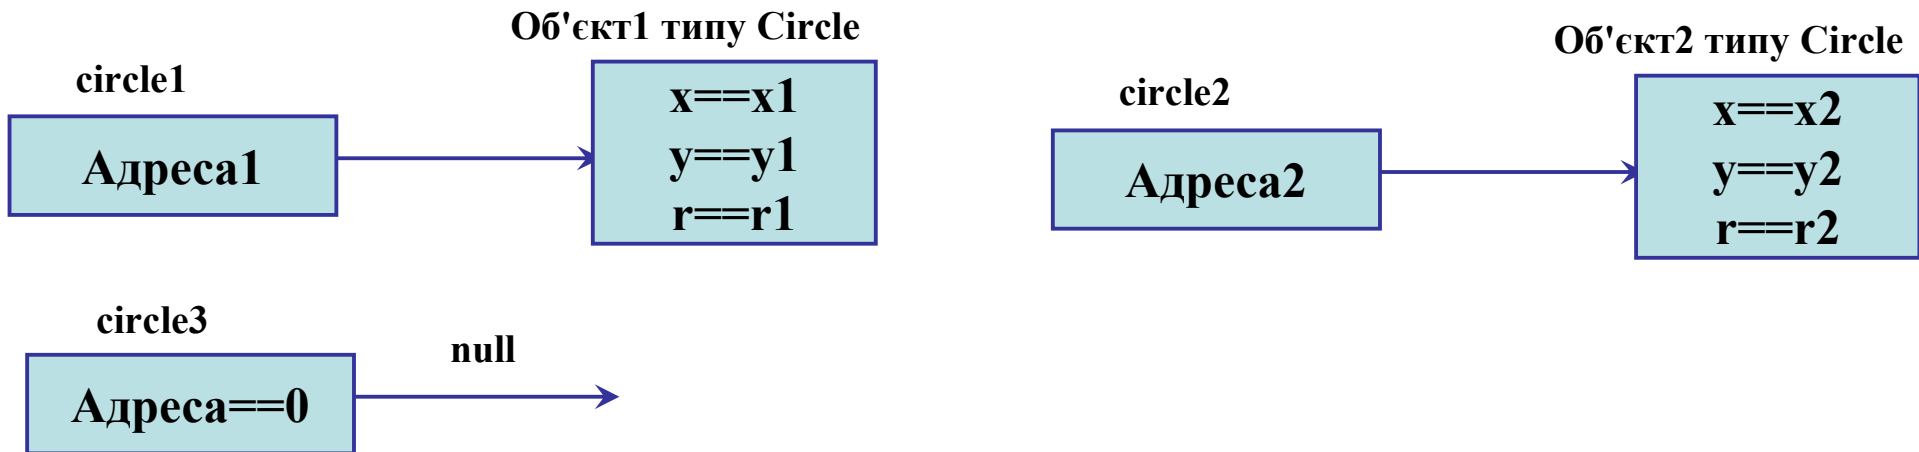 Об'єкт1 типу Circle
circle1
Адреса1
x==x1
y==y1
r==r1
Об'єкт2 типу Circle
circle2
Адреса2
x==x2
y==y2
r==r2
circle3
Адреса==0
null